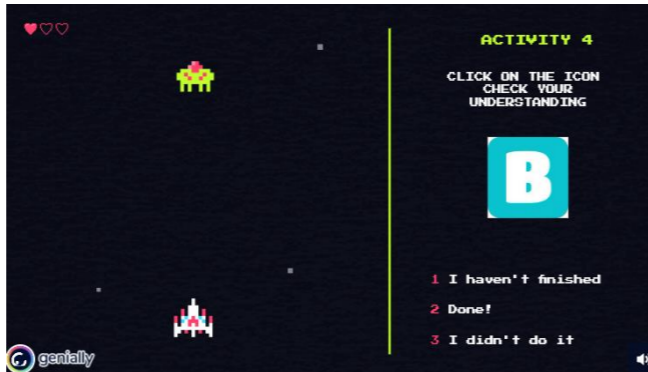 ACTIVITY 4
CLICK ON THE ICON
CHECK YOUR
UNDERSTANDING
B
1 I haven't finished
2 Done!
3 I didn't do it
genially